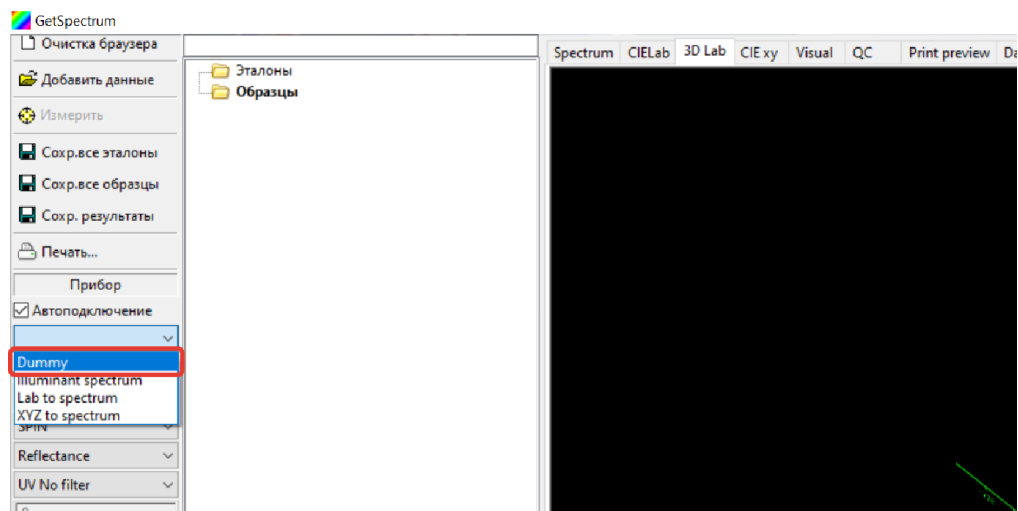 GetSpectrum
Очистка браузера
Добавить данные
Измерить
Сохр.все эталоны
Сохр.все образцы
Сохр. результаты
Печать...
Прибор
Автоподключение
Dummy
Illuminant spectrum
Lab to spectrum
XYZ to spectrum
SPIN
Reflectance
UV No filter
Эталоны
Образцы
Spectrum CIELab 3D Lab CIE xy Visual QC Print preview